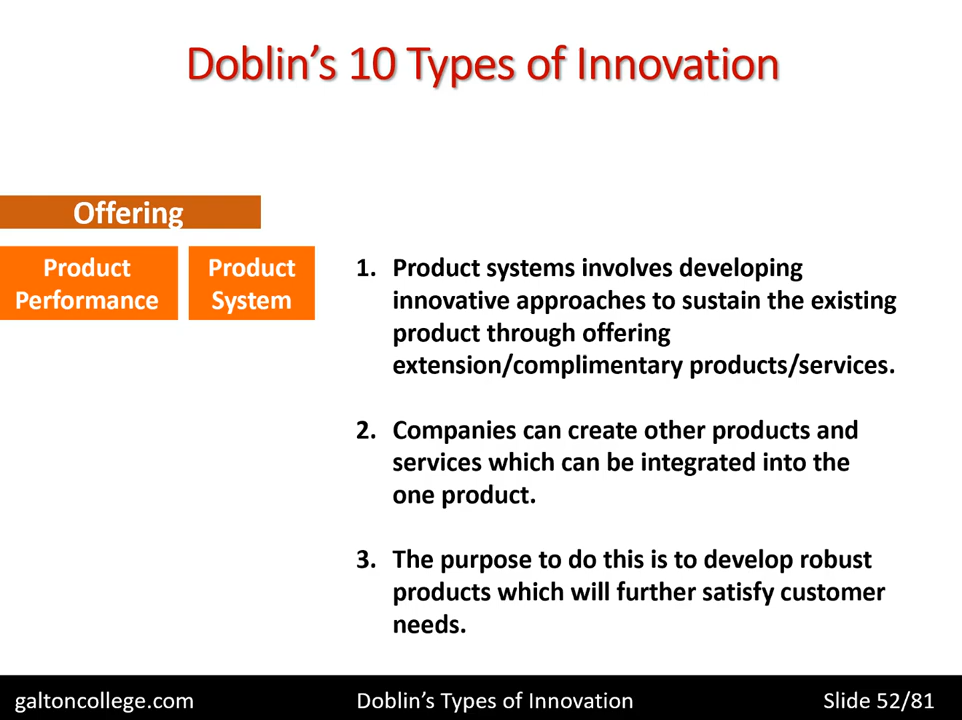 Doblin's 10 Types of Innovation
Offering
Product
Performance
Product
System
1. Product systems involves developing
innovative approaches to sustain the existing
product through offering
extension/complimentary products/services.
2. Companies can create other products and
services which can be integrated into the
one product.
3. The purpose to do this is to develop robust
products which will further satisfy customer
needs.
galtoncollege.com
Doblin's Types of Innovation
Slide 52/81